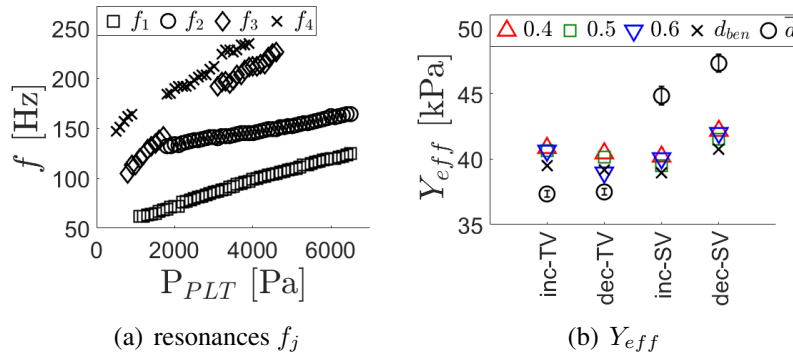 f₁ f₂ f₃ f₄
250
200
150
100
50
f [Hz]
0 2000 4000 6000
P_PLT [Pa]
(a) resonances f_j
0.4 0.5 0.6 d_ben d̄
50
45
40
35
Y_eff [kPa]
inc-TV
dec-TV
inc-SV
dec-SV
(b) Y_eff